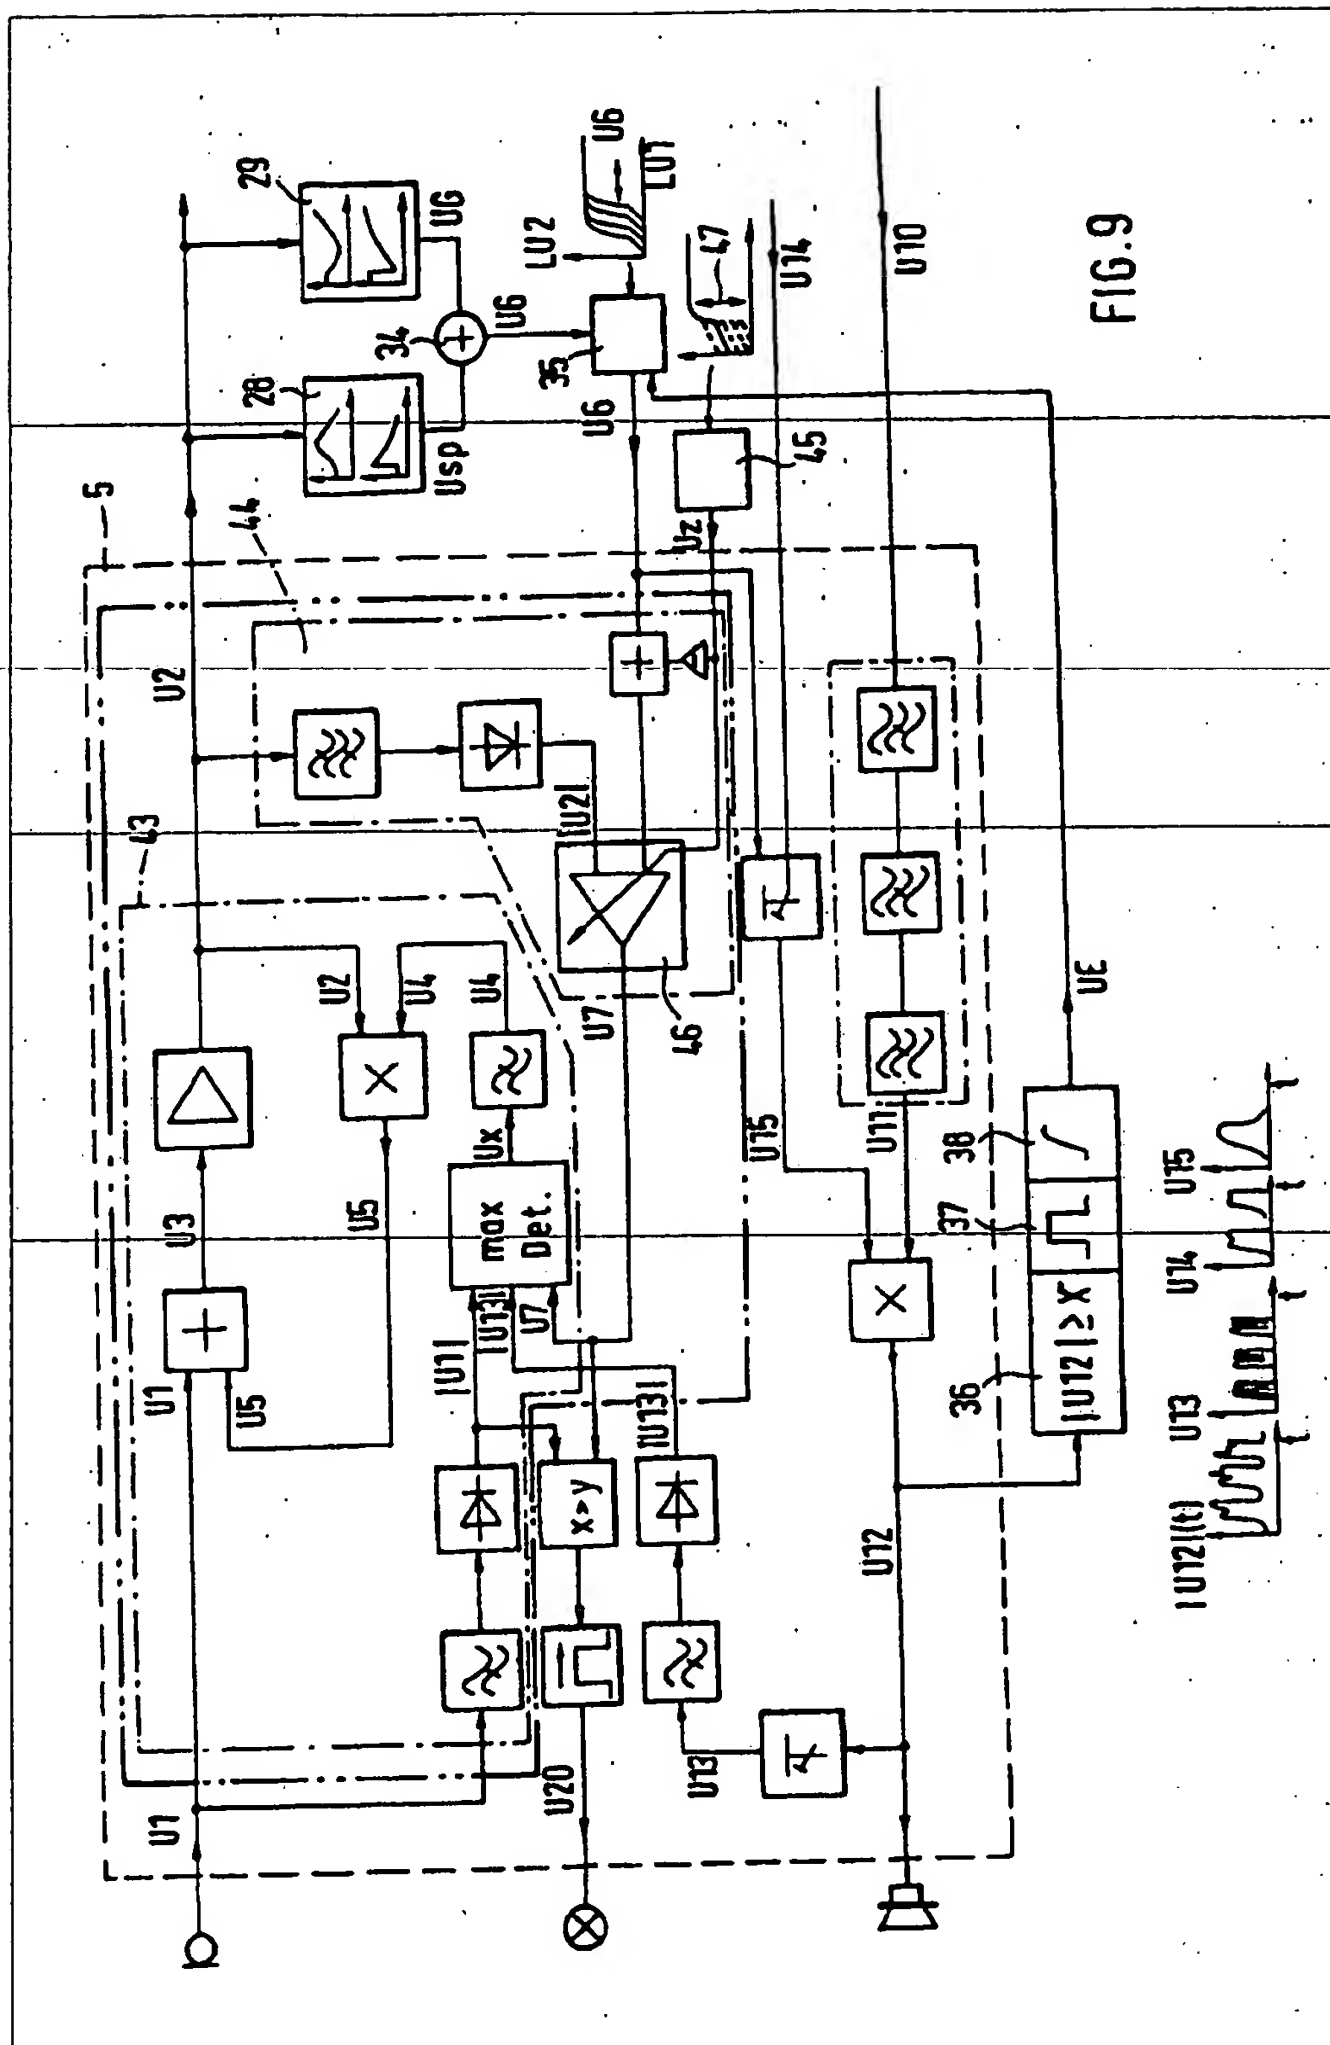 U1
U1
U3
U2
U5
U5
U2
U4
U4
Ux
max
Det.
|U1|
|U13|
U7
|U13|
x>y
U20
U13
U7
|U2|
46
43
44
5
28
29
Usp
UG
34
U6
35
U6
LU2
U6
LU1
47
45
Uz
U14
U10
U15
U11
U12
36
37
38
|U12|≥X
UE
|U12|(t)
t
U13
t
U14
t
U15
t
FIG.9